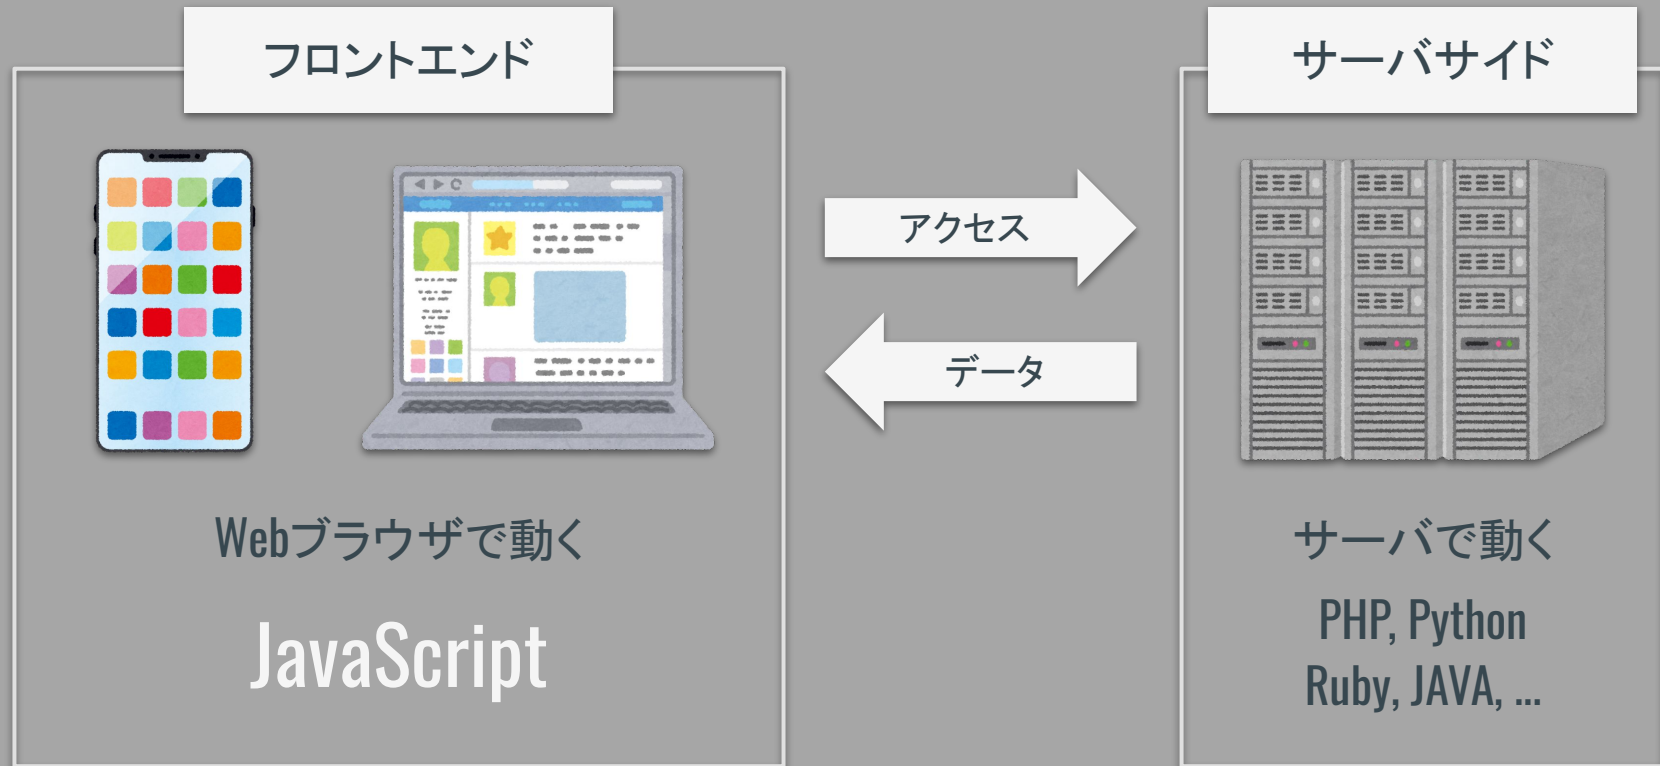 フロントエンド
Webブラウザで動く
JavaScript
アクセス
データ
サーバサイド
サーバで動く
PHP, Python
Ruby, JAVA, ...